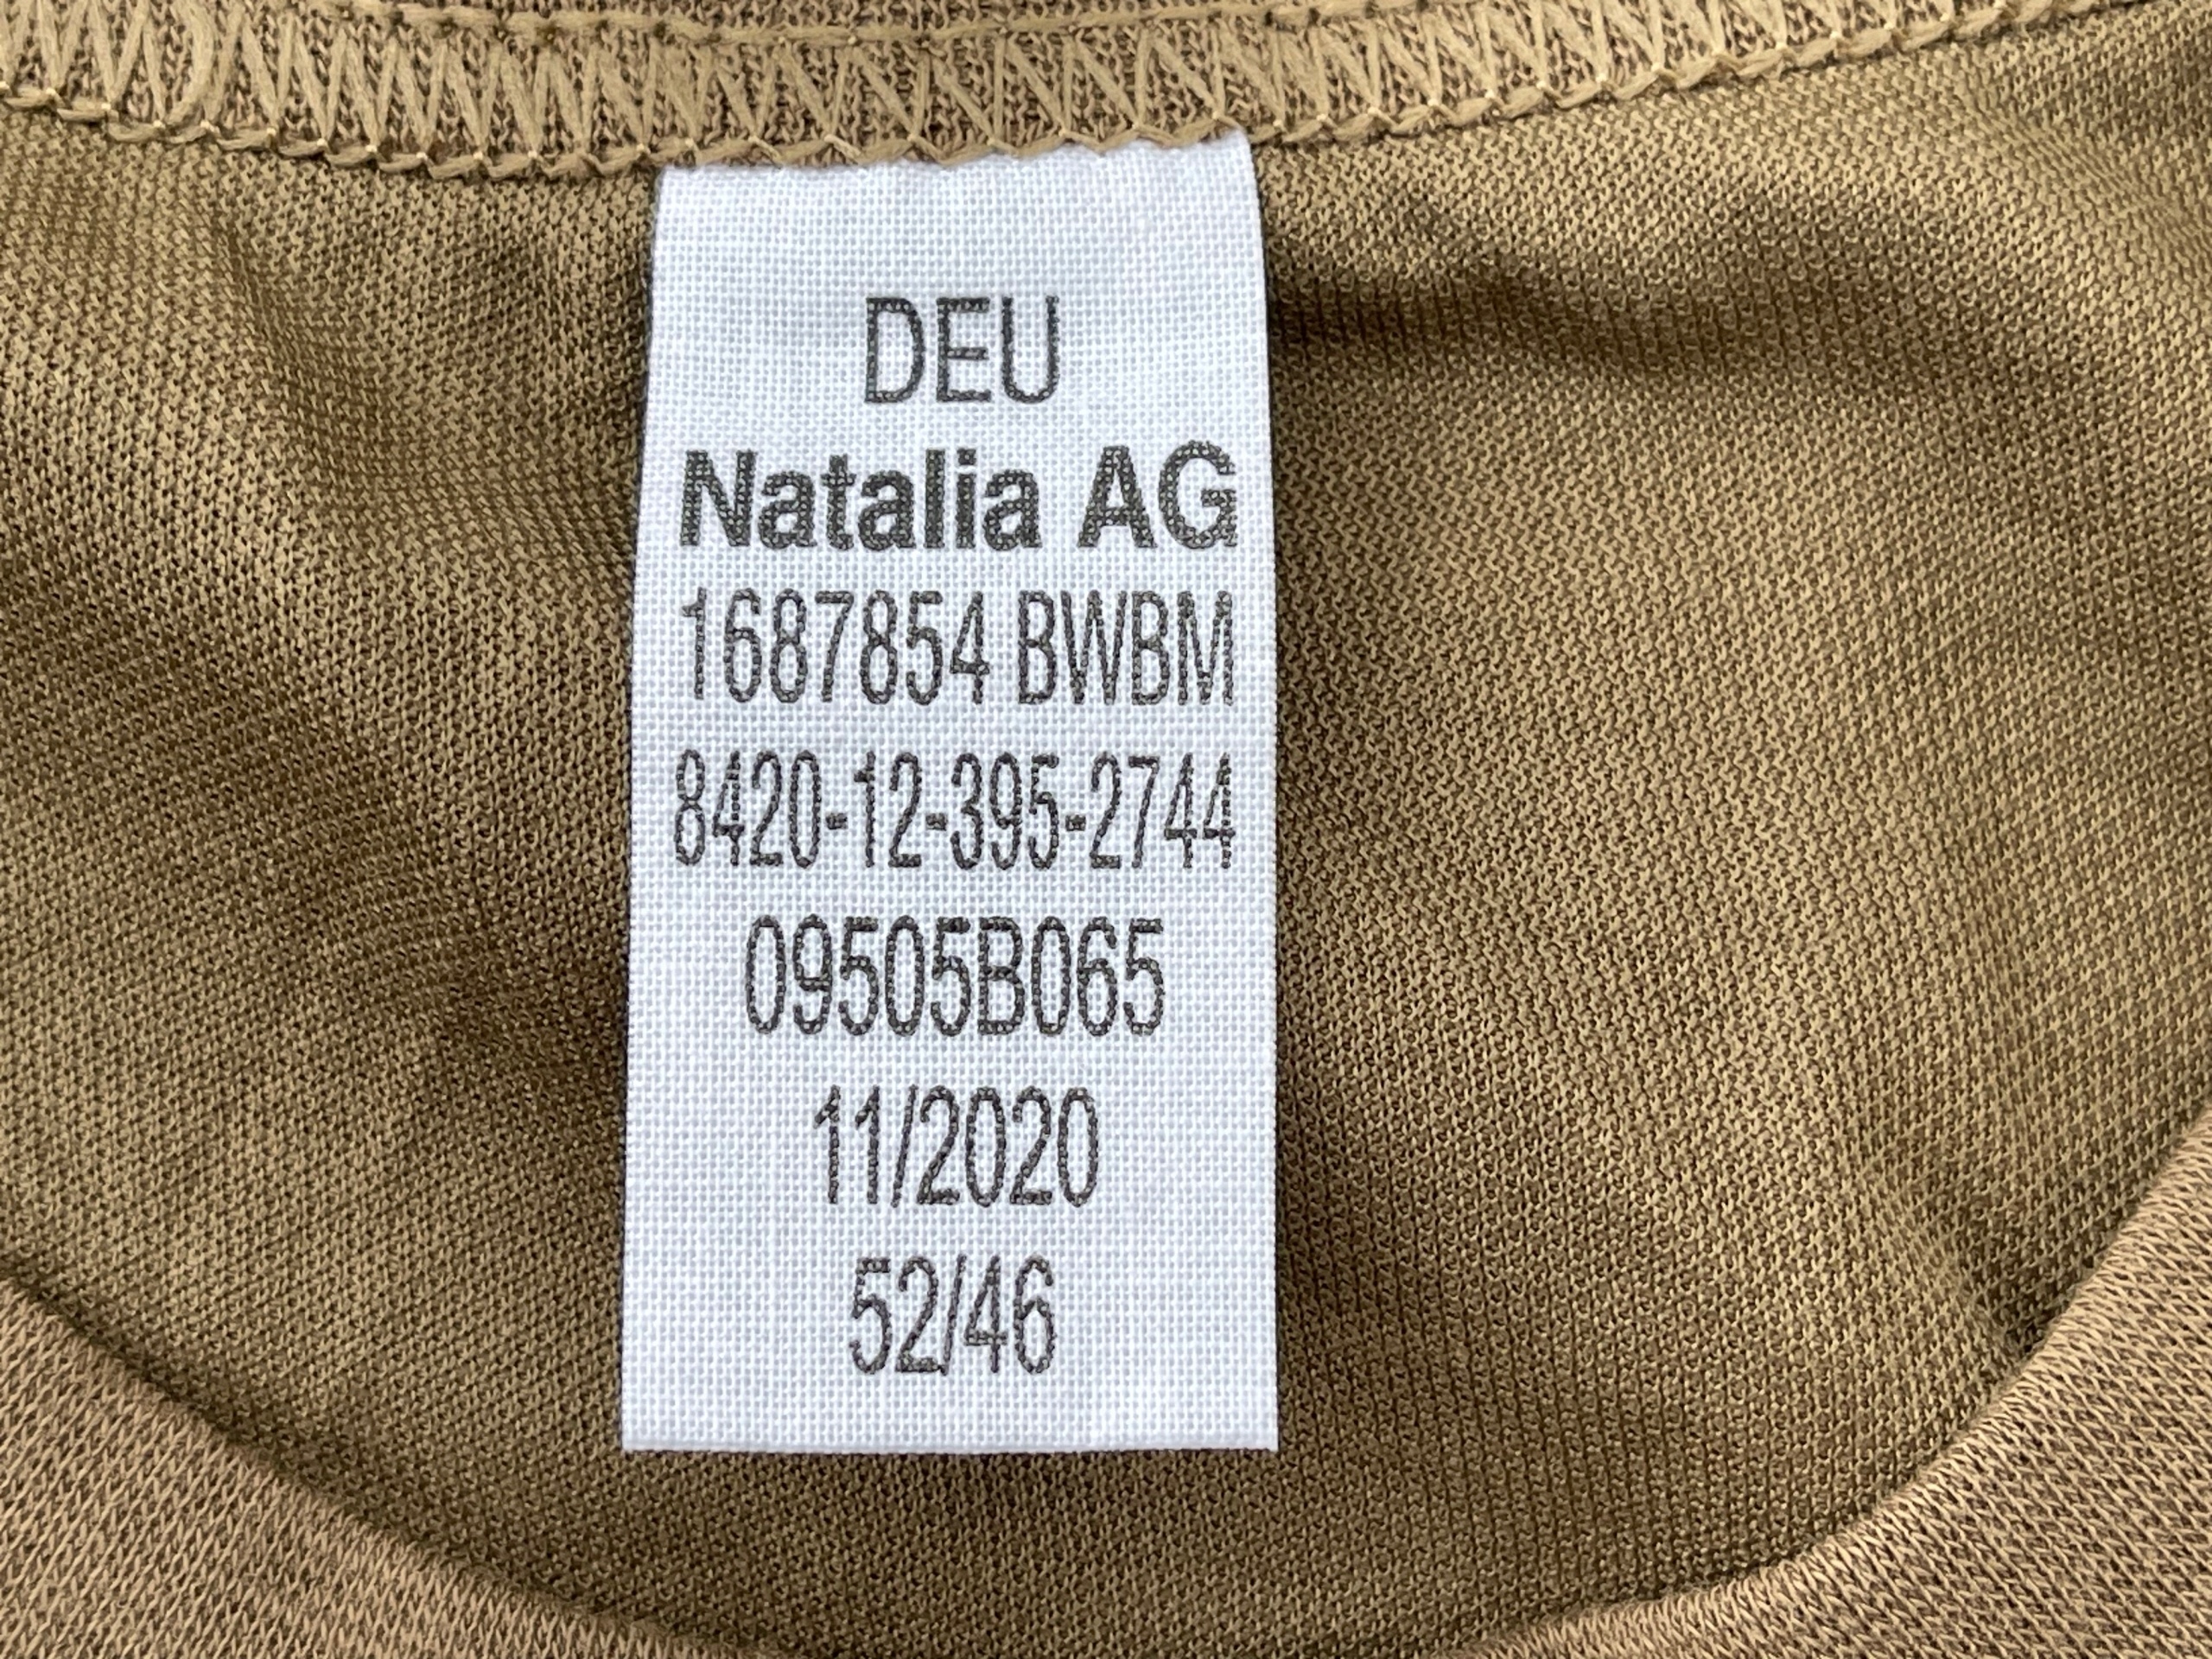 DEU
Natalia AG
1687854 BWBM
8420-12-395-2744
09505B065
11/2020
52/46